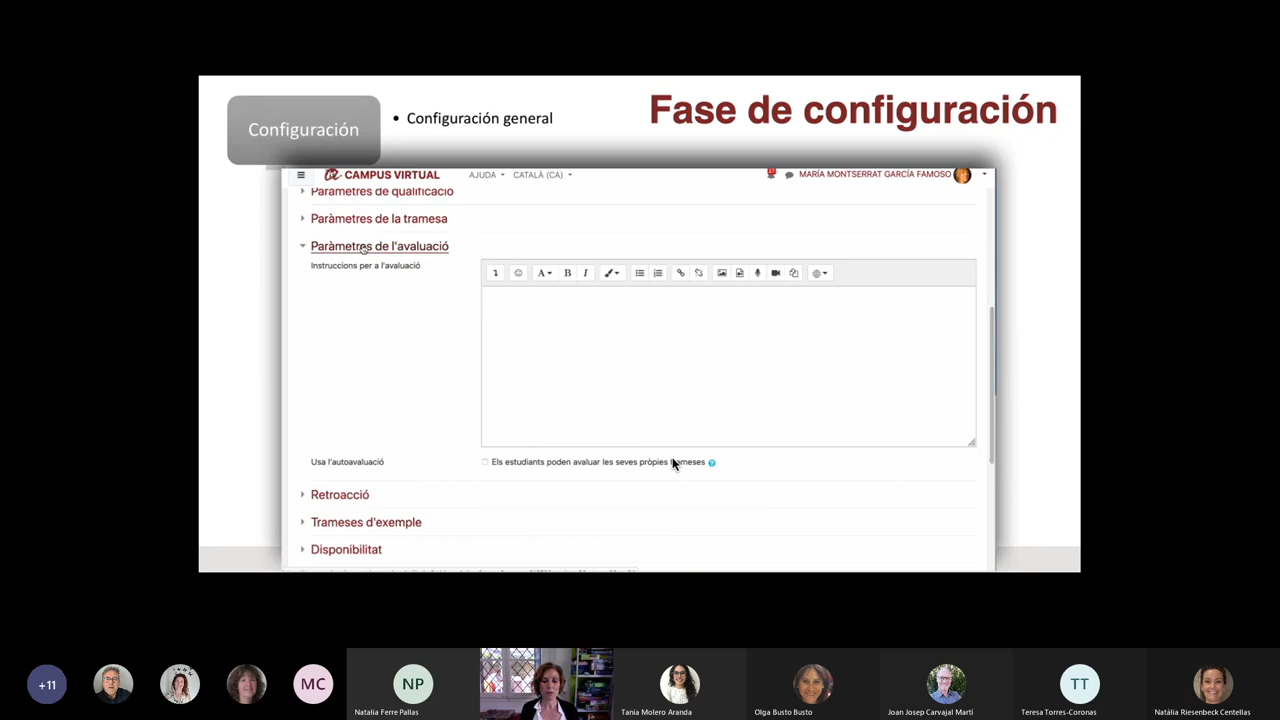 Configuración
• Configuración general
Fase de configuración
CAMPUS VIRTUAL
AJUDA
CATALÀ (CA)
MARÍA MONTSERRAT GARCÍA FAMOSO
Paràmetres de qualificació
Paràmetres de la tramesa
Paràmetres de l'avaluació
Instruccions per a l'avaluació
A
B
I
Usa l'autoavaluació
Els estudiants poden avaluar les seves pròpies trameses
Retroacció
Trameses d'exemple
Disponibilitat
+11
MC
NP
TT
Natalia Ferre Pallas
Tania Molero Aranda
Olga Busto Busto
Joan Josep Carvajal Martí
Teresa Torres-Coronas
Natàlia Riesenbeck Centellas